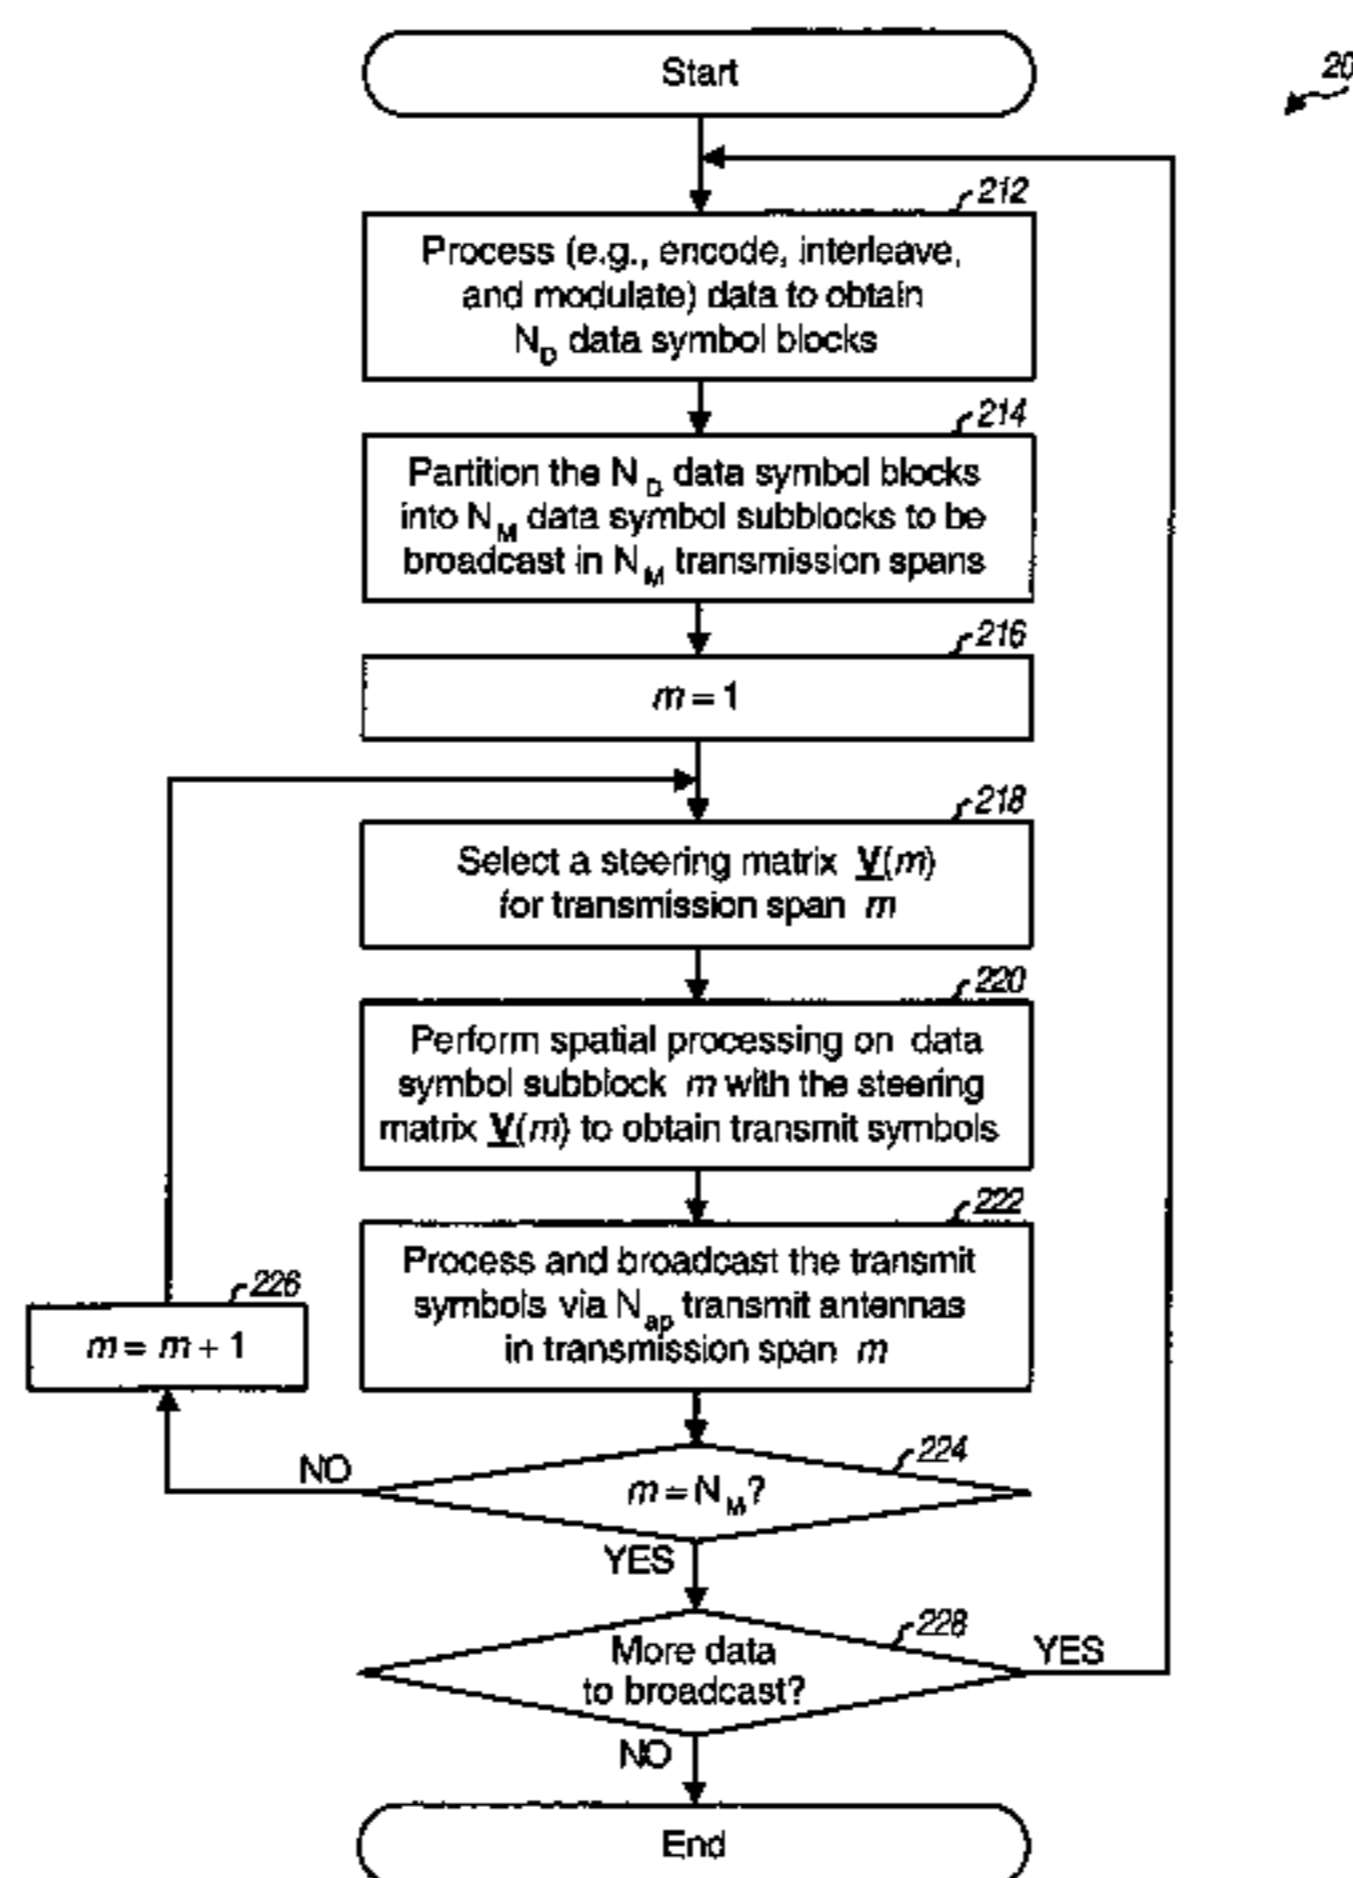 Start
20
212
Process (e.g., encode, interleave,
and modulate) data to obtain
N_D data symbol blocks
214
Partition the N_D data symbol blocks
into N_M data symbol subblocks to be
broadcast in N_M transmission spans
216
m = 1
218
Select a steering matrix V(m)
for transmission span m
220
Perform spatial processing on data
symbol subblock m with the steering
matrix V(m) to obtain transmit symbols
222
Process and broadcast the transmit
symbols via N_ap transmit antennas
in transmission span m
226
m = m + 1
224
NO
m = N_M?
YES
228
More data
to broadcast?
YES
NO
End